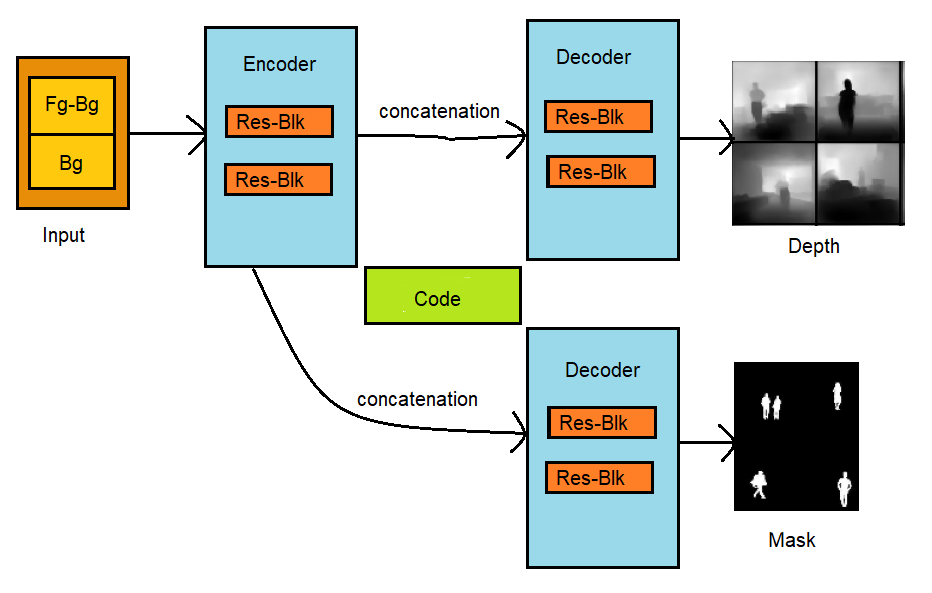 Fg-Bg
Bg
Input
Encoder
Res-Blk
Res-Blk
concatenation
Decoder
Res-Blk
Res-Blk
Depth
Code
concatenation
Decoder
Res-Blk
Res-Blk
Mask